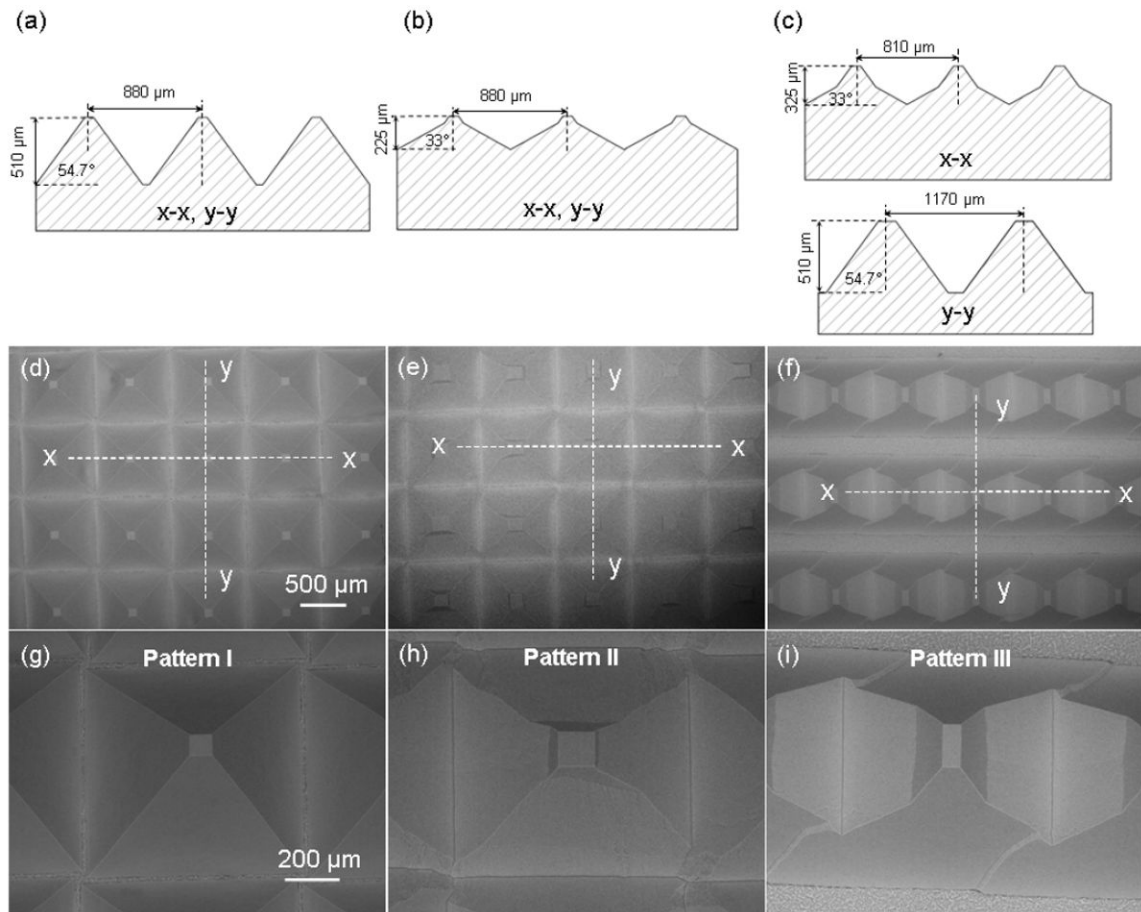 (a)
880 µm
510 µm
54.7°
x-x, y-y
(b)
880 µm
225 µm
33°
x-x, y-y
(c)
810 µm
325 µm
33°
x-x
1170 µm
510 µm
54.7°
y-y
(d)
y
x
x
y
500 µm
(e)
y
x
x
y
(f)
y
x
x
y
(g)
Pattern I
200 µm
(h)
Pattern II
(i)
Pattern III